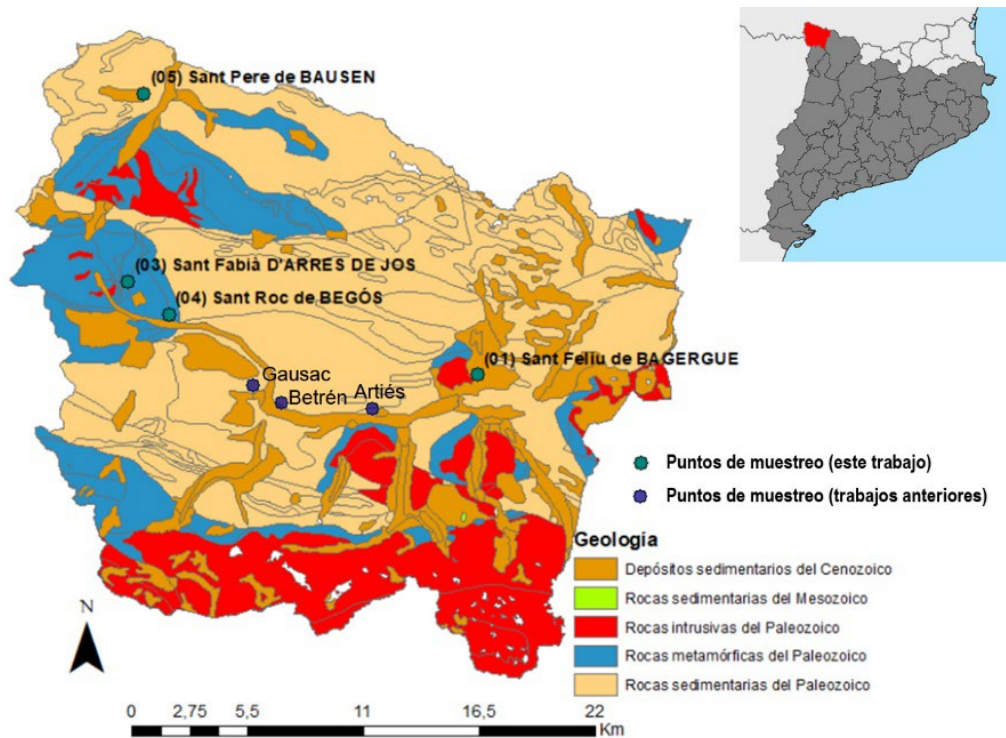 (05) Sant Pere de BAUSEN
(03) Sant Fabià D'ARRES DE JOS
(04) Sant Roc de BEGÓS
(01) Sant Feliu de BAGERGUE
Gausac
Betrén
Artiés
Puntos de muestreo (este trabajo)
Puntos de muestreo (trabajos anteriores)
Geología
Depósitos sedimentarios del Cenozoico
Rocas sedimentarias del Mesozoico
Rocas intrusivas del Paleozoico
Rocas metamórficas del Paleozoico
Rocas sedimentarias del Paleozoico
N
0 2,75 5,5 11 16,5 22
Km